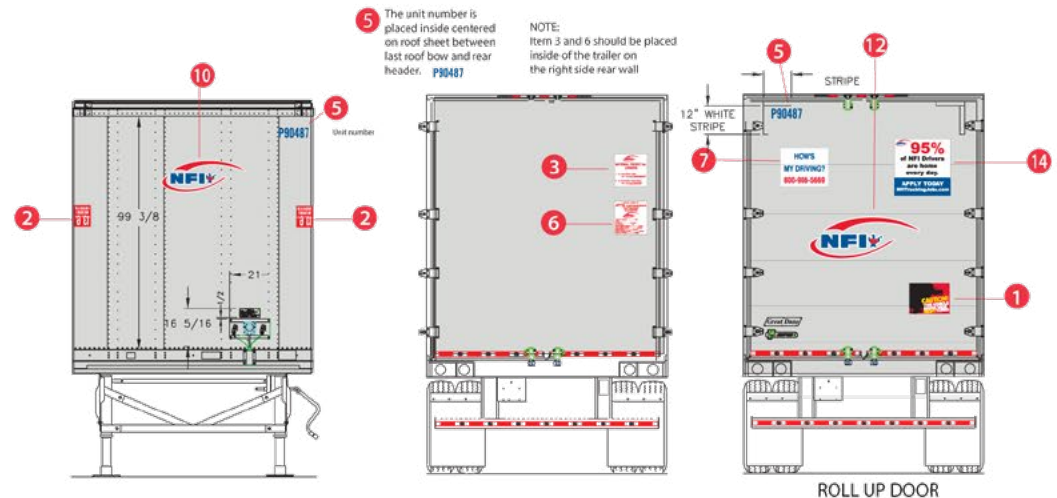 5
The unit number is
placed inside centered
on roof sheet between
last roof bow and rear
header. P90487
NOTE:
Item 3 and 6 should be placed
inside of the trailer on
the right side rear wall
10
5
P90487
Unit number
NFI
2
2
99 3/8
21
1/2
16 5/16
3
6
12
5
STRIPE
12" WHITE
STRIPE
P90487
7
HOW'S
MY DRIVING?
95%
of NFI Drivers
are home
every day.
APPLY TODAY
NFITruckingJobs.com
14
NFI
CAUTION!
1
Great Dane
ROLL UP DOOR